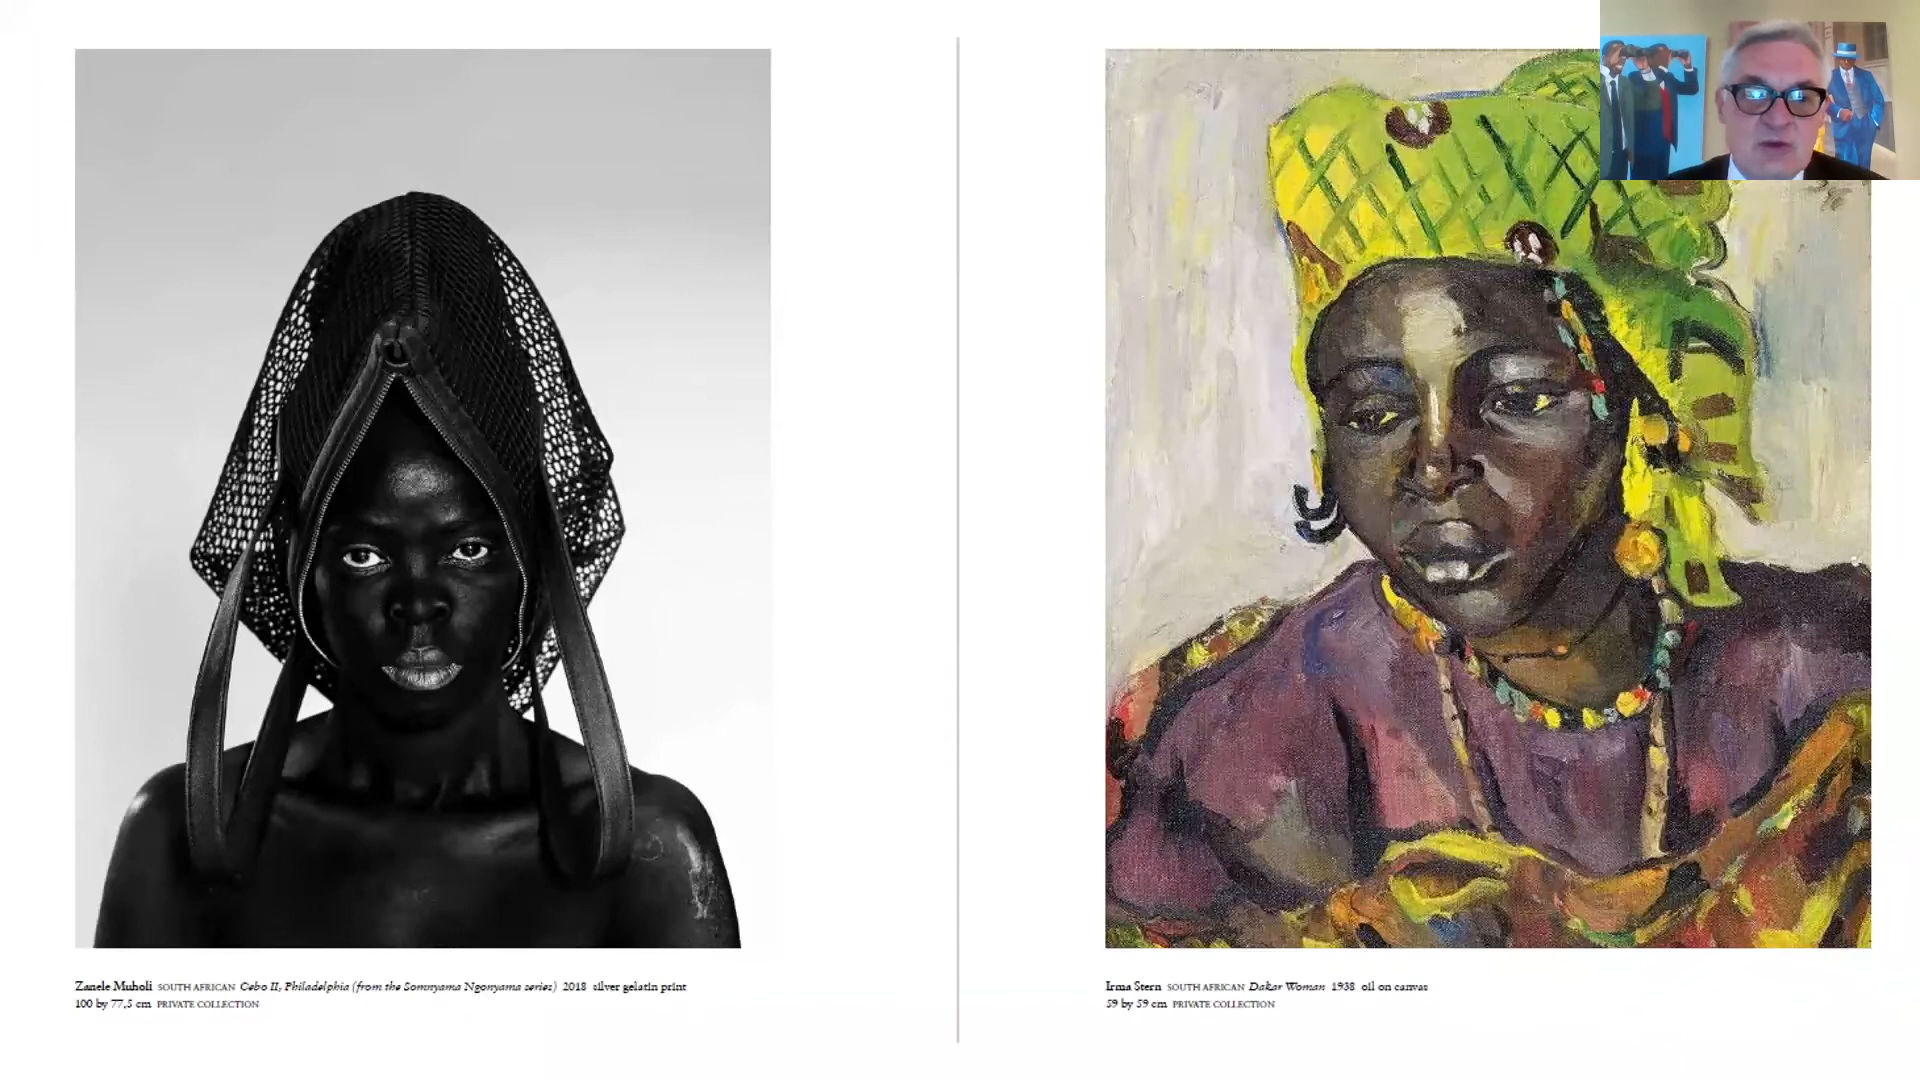 Zanele Muholi SOUTH AFRICAN Cebo II, Philadelphia (from the Somnyama Ngonyama series) 2018 silver gelatin print
100 by 77,5 cm PRIVATE COLLECTION
Irma Stern SOUTH AFRICAN Dakar Woman 1938 oil on canvas
59 by 59 cm PRIVATE COLLECTION